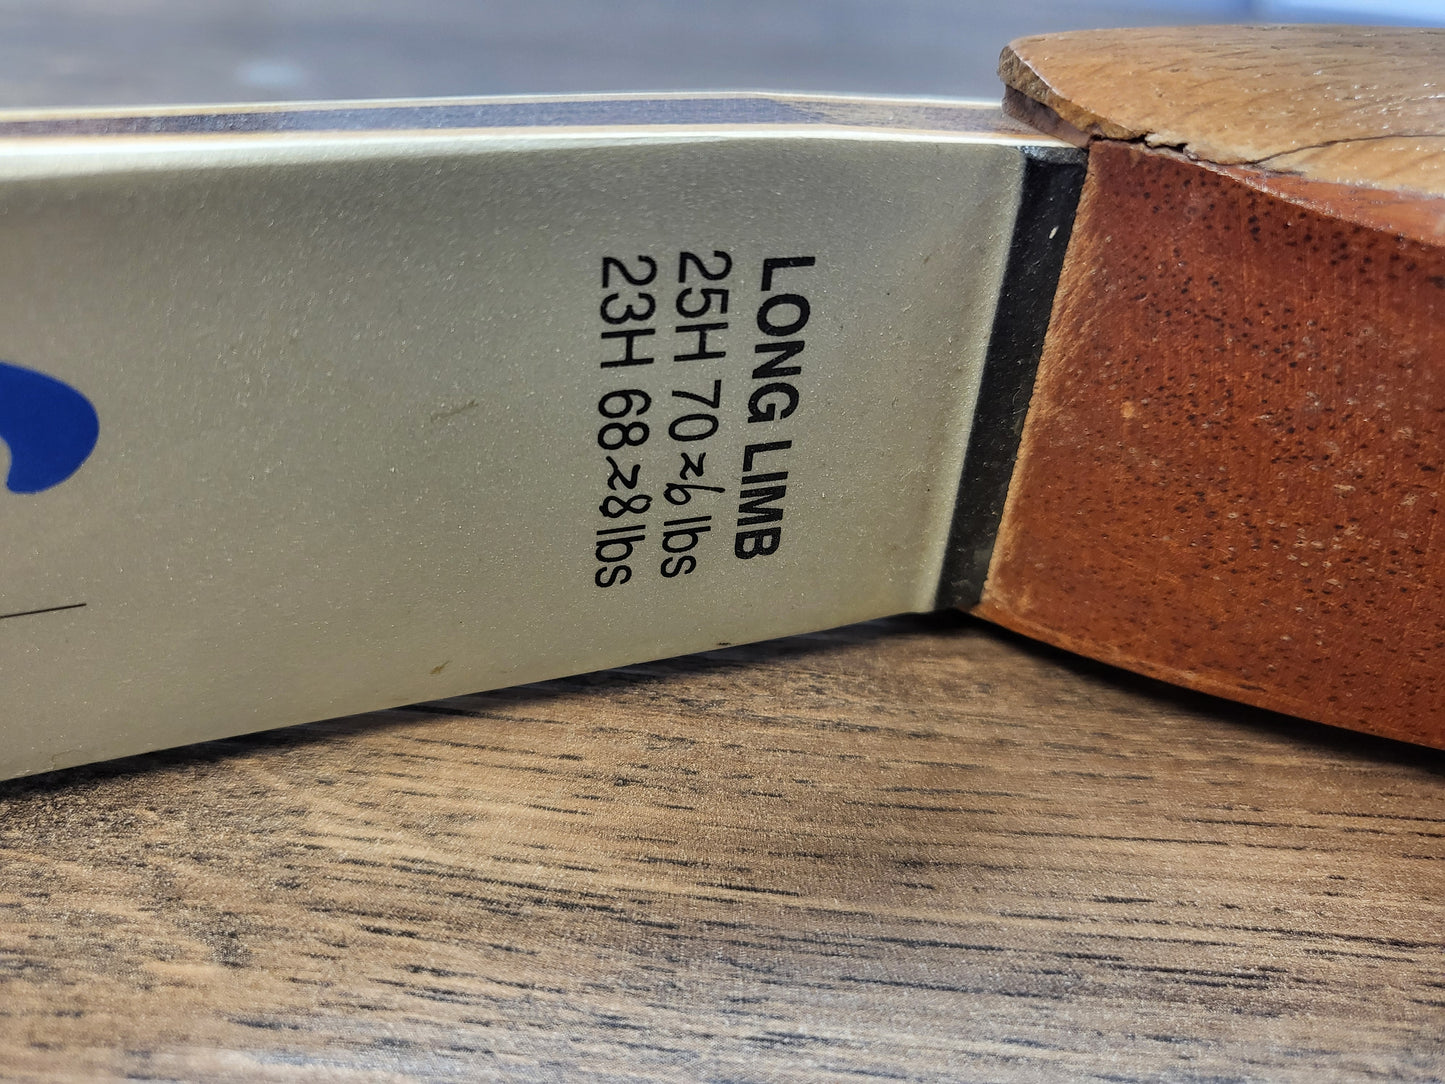 LONG LIMB
25H 70 26 lbs
23H 68 28 lbs